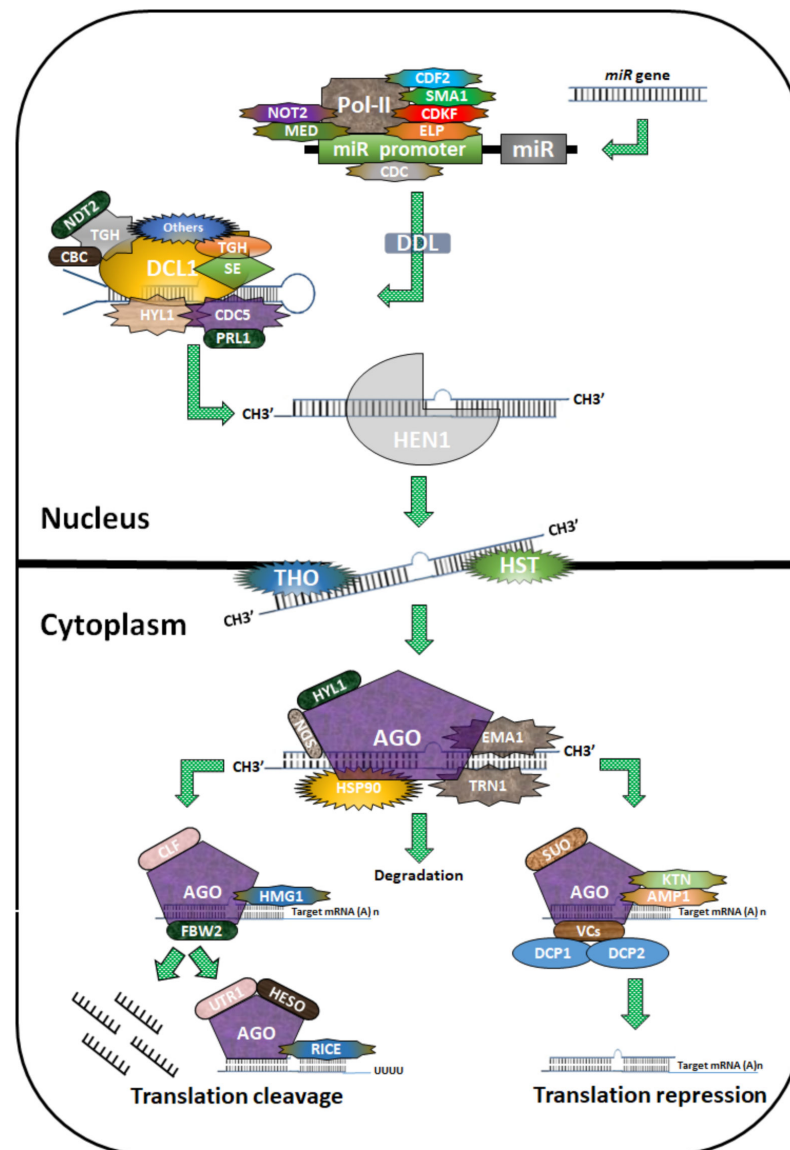 miR gene
CDF2
SMA1
Pol-II
NOT2
CDKF
MED
ELP
miR promoter
miR
CDC
DDL
NDT2
Others
TGH
TGH
CBC
DCL1
SE
HYL1
CDC5
PRL1
CH3’
CH3’
HEN1
Nucleus
CH3’
THO
HST
CH3’
Cytoplasm
HYL1
SDN
AGO
EMA1
CH3’
CH3’
HSP90
TRN1
Degradation
CLF
AGO
HMG1
Target mRNA (A) n
FBW2
SUO
KTN
AGO
AMP1
Target mRNA (A) n
VCs
DCP1
DCP2
UTR1
HESO
AGO
RICE
UUUU
Translation cleavage
Target mRNA (A)n
Translation repression